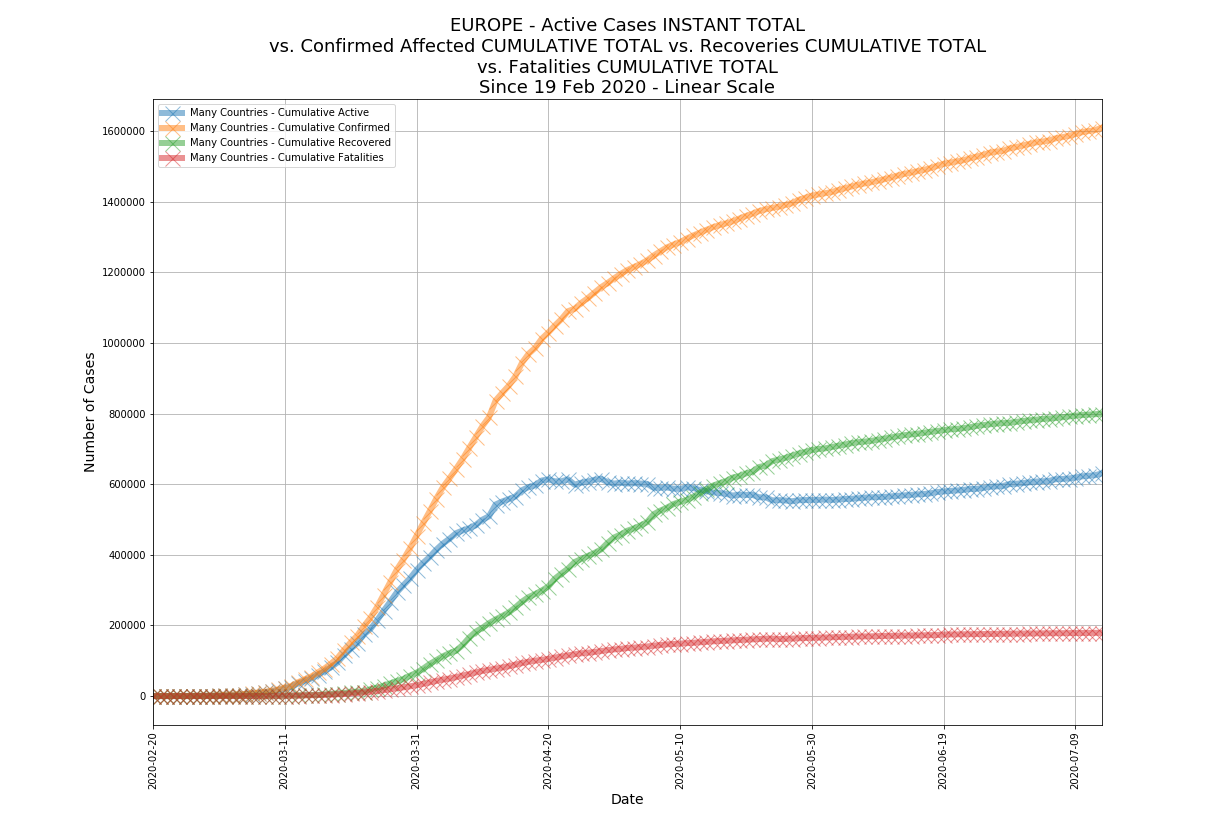 EUROPE - Active Cases INSTANT TOTAL
vs. Confirmed Affected CUMULATIVE TOTAL vs. Recoveries CUMULATIVE TOTAL
vs. Fatalities CUMULATIVE TOTAL
Since 19 Feb 2020 - Linear Scale
Many Countries - Cumulative Active
Many Countries - Cumulative Confirmed
Many Countries - Cumulative Recovered
Many Countries - Cumulative Fatalities
1600000
1400000
1200000
1000000
800000
600000
400000
200000
0
Number of Cases
2020-02-20
2020-03-11
2020-03-31
2020-04-20
2020-05-10
2020-05-30
2020-06-19
2020-07-09
Date